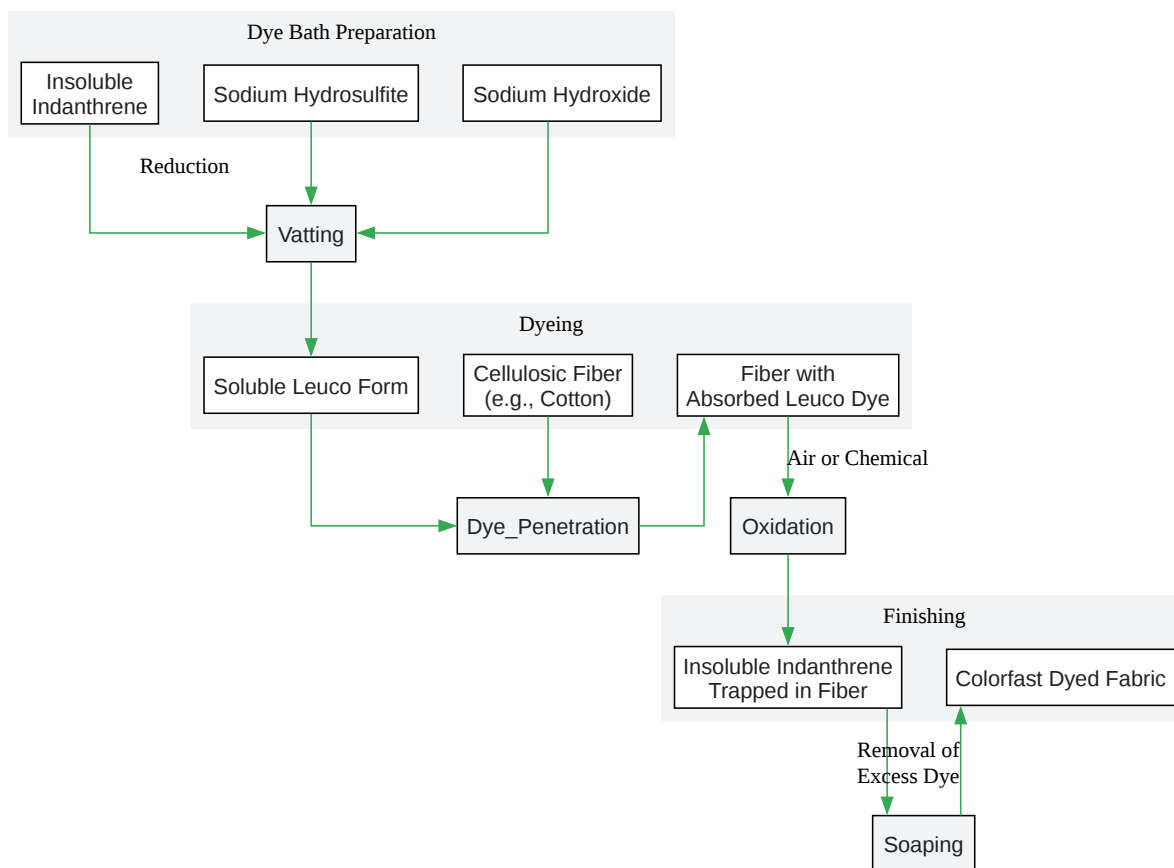 Dye Bath Preparation
Insoluble
Indanthrene
Sodium Hydrosulfite
Sodium Hydroxide
Reduction
Vatting
Dyeing
Soluble Leuco Form
Cellulosic Fiber
(e.g., Cotton)
Fiber with
Absorbed Leuco Dye
Air or Chemical
Dye_Penetration
Oxidation
Finishing
Insoluble Indanthrene
Trapped in Fiber
Colorfast Dyed Fabric
Removal of
Excess Dye
Soaping